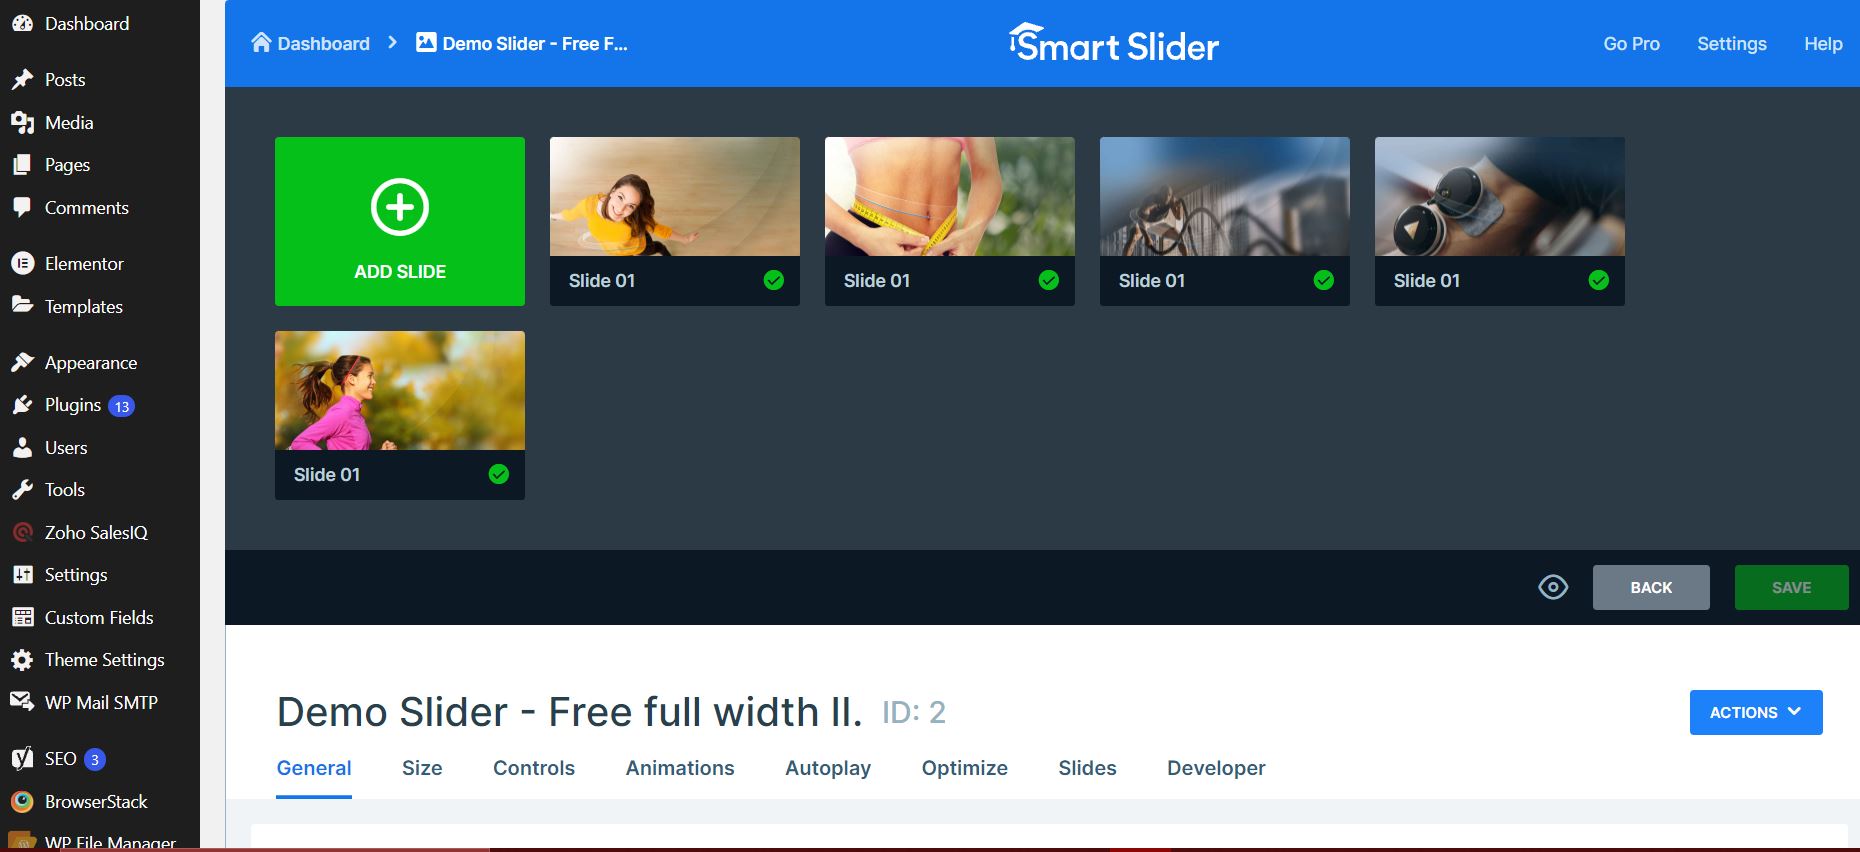 Dashboard
Posts
Media
Pages
Comments
Elementor
Templates
Appearance
Plugins 13
Users
Tools
Zoho SalesIQ
Settings
Custom Fields
Theme Settings
WP Mail SMTP
SEO 3
BrowserStack
WP File Manager
Dashboard > Demo Slider - Free F...
Smart Slider
Go Pro Settings Help
ADD SLIDE
Slide 01
Slide 01
Slide 01
Slide 01
Slide 01
BACK
SAVE
Demo Slider - Free full width II. ID: 2
ACTIONS
General Size Controls Animations Autoplay Optimize Slides Developer